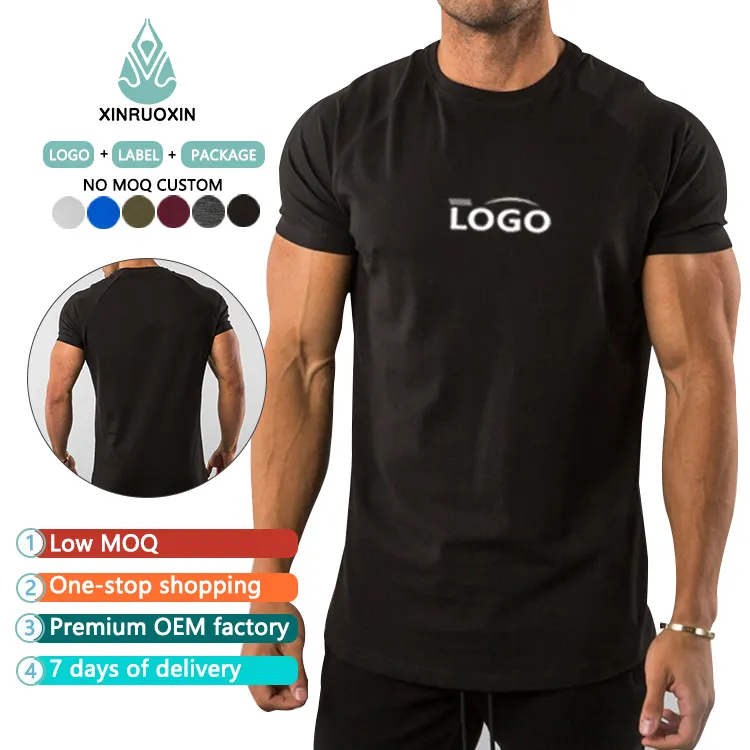 XINRUOXIN
LOGO + LABEL + PACKAGE
NO MOQ CUSTOM
LOGO
1 Low MOQ
2 One-stop shopping
3 Premium OEM factory
4 7 days of delivery